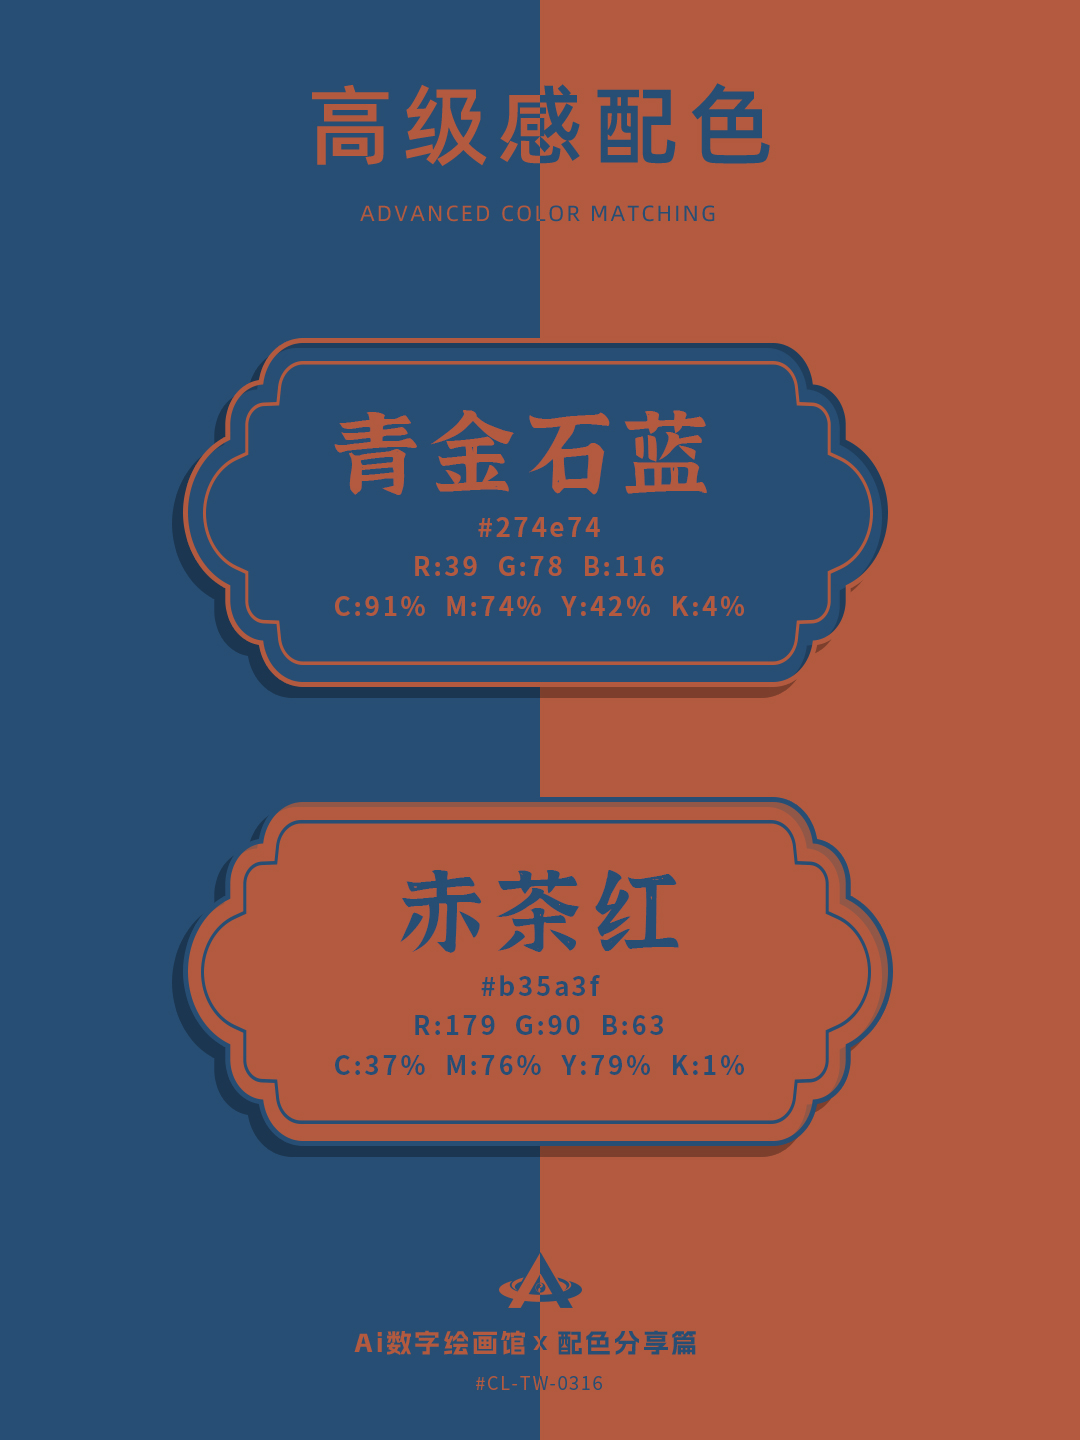 高级感配色
ADVANCED COLOR MATCHING
青金石蓝
#274e74
R:39 G:78 B:116
C:91% M:74% Y:42% K:4%
赤茶红
#b35a3f
R:179 G:90 B:63
C:37% M:76% Y:79% K:1%
Ai数字绘画馆 x 配色分享篇
#CL-TW-0316